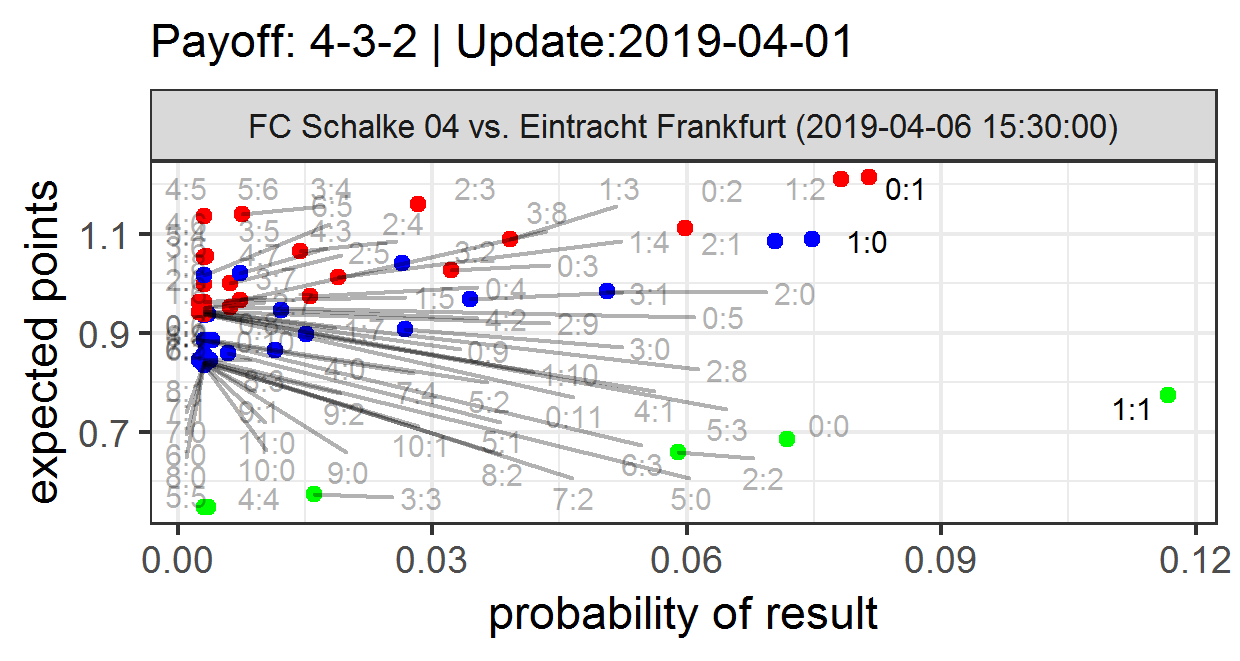 Payoff: 4-3-2 | Update:2019-04-01
FC Schalke 04 vs. Eintracht Frankfurt (2019-04-06 15:30:00)
4:5 5:6 3:4 2:3 1:3 0:2 1:2 0:1
6:5 3:8
3:5 4:3 2:4 1:4 2:1 1:0
1.1
4:7 2:5 3:2 0:3
3:7 0:4 1:5 3:1 2:0
1:7 4:2 2:9 0:5
0.9
0:10 0:9 3:0
4:0 1:10 2:8
7:4 5:2
9:1 9:2 0:11 4:1
0.7
11:0 10:1 5:1 5:3 0:0 1:1
6:0 10:0 9:0 8:2 6:3 2:2
8:0
5:5 4:4 3:3 7:2 5:0
0.00 0.03 0.06 0.09 0.12
expected points
probability of result